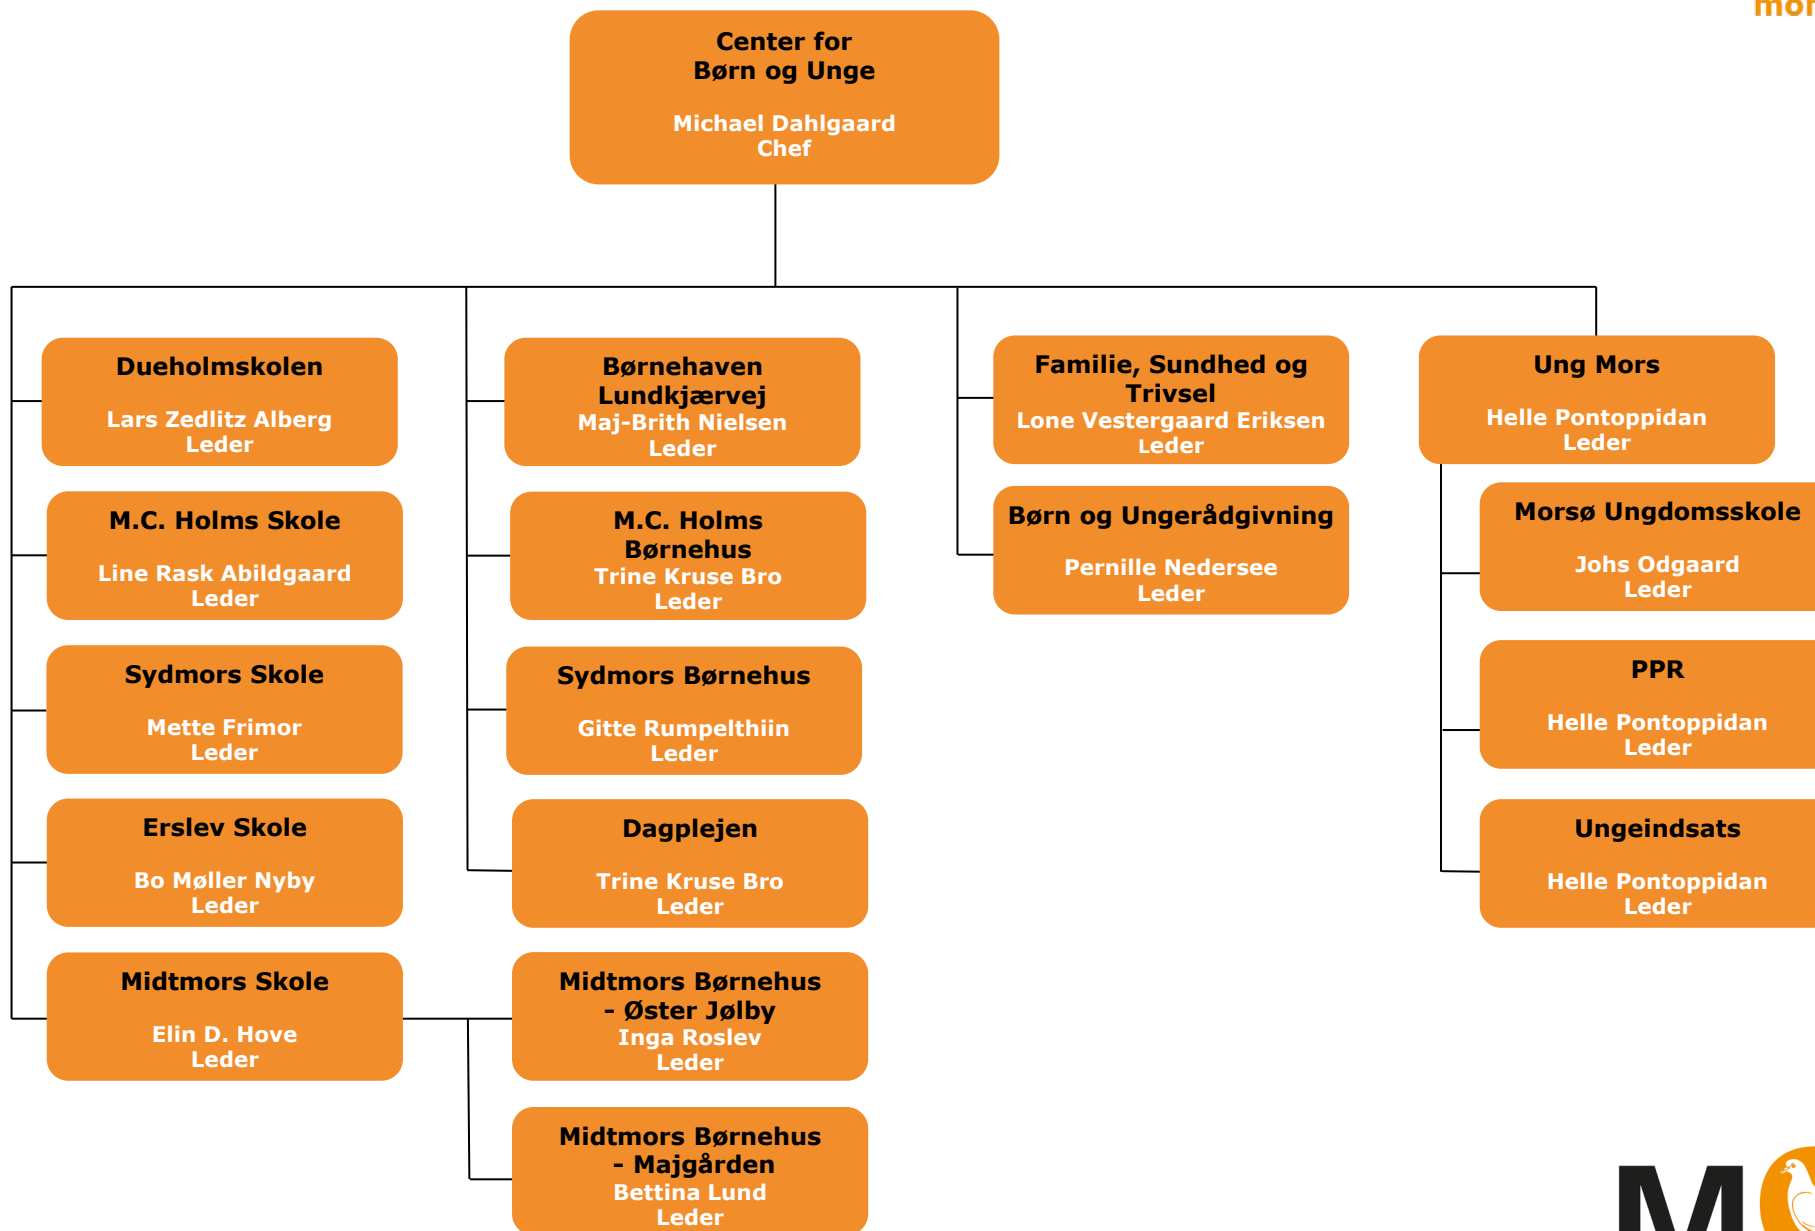 Center for
Børn og Unge
Michael Dahlgaard
Chef
Dueholmskolen
Lars Zedlitz Alberg
Leder
M.C. Holms Skole
Line Rask Abildgaard
Leder
Sydmors Skole
Mette Frimor
Leder
Erslev Skole
Bo Møller Nyby
Leder
Midtmors Skole
Elin D. Hove
Leder
Børnehaven
Lundkjærvej
Maj-Brith Nielsen
Leder
M.C. Holms
Børnehus
Trine Kruse Bro
Leder
Sydmors Børnehus
Gitte Rumpelthiin
Leder
Dagplejen
Trine Kruse Bro
Leder
Midtmors Børnehus
- Øster Jølby
Inga Roslev
Leder
Midtmors Børnehus
- Majgården
Bettina Lund
Leder
Familie, Sundhed og
Trivsel
Lone Vestergaard Eriksen
Leder
Børn og Ungerådgivning
Pernille Nedersee
Leder
Ung Mors
Helle Pontoppidan
Leder
Morsø Ungdomsskole
Johs Odgaard
Leder
PPR
Helle Pontoppidan
Leder
Ungeindsats
Helle Pontoppidan
Leder